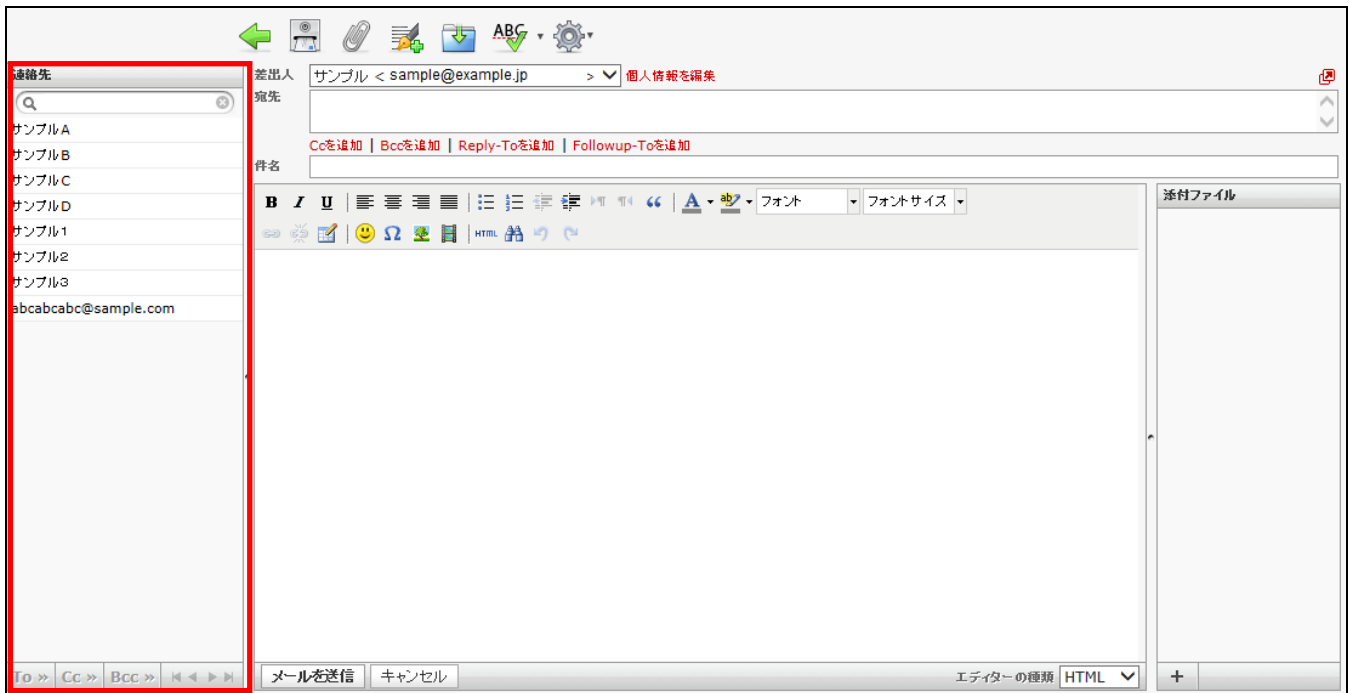 ABC
連絡先
サンプルA
サンプルB
サンプルC
サンプルD
サンプル1
サンプル2
サンプル3
abcabcabc@sample.com
To » Cc » Bcc »
差出人 サンプル < sample@example.jp > 個人情報を編集
宛先
Ccを追加 | Bccを追加 | Reply-Toを追加 | Followup-Toを追加
件名
B I U A ab フォント フォントサイズ
Ω HTML
メールを送信 キャンセル エディターの種類 HTML
添付ファイル
+